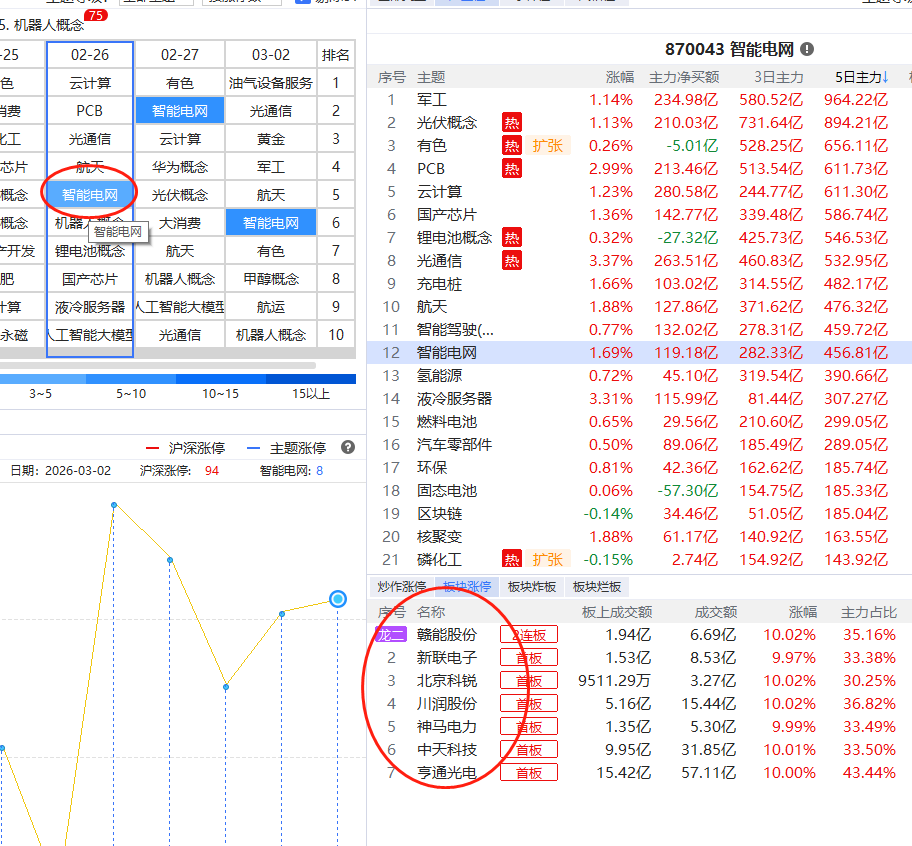 75
5. 机器人概念
-25 02-26 02-27 03-02 排名
色 云计算 有色 油气设备服务 1
消费 PCB 智能电网 光通信 2
化工 光通信 云计算 黄金 3
芯片 航天 华为概念 军工 4
概念 智能电网 光伏概念 航天 5
概念 机器人概念 大消费 智能电网 6
智能电网
产开发 锂电池概念 航天 有色 7
肥 国产芯片 机器人概念 甲醇概念 8
计算 液冷服务器 人工智能大模型 航运 9
永磁 人工智能大模型 光通信 机器人概念 10
3~5 5~10 10~15 15以上
沪深涨停 主题涨停 ?
日期: 2026-03-02 沪深涨停: 94 智能电网: 8
870043 智能电网
序号 主题 涨幅 主力净买额 3日主力 5日主力↓
1 军工 1.14% 234.98亿 580.52亿 964.22亿
2 光伏概念 热 1.13% 210.03亿 731.64亿 894.21亿
3 有色 热 扩张 0.26% -5.01亿 528.25亿 656.11亿
4 PCB 热 2.99% 213.46亿 513.54亿 611.73亿
5 云计算 1.23% 280.58亿 244.77亿 611.30亿
6 国产芯片 1.36% 142.77亿 339.48亿 586.74亿
7 锂电池概念 热 0.32% -27.32亿 425.73亿 546.53亿
8 光通信 热 3.37% 263.51亿 460.83亿 532.95亿
9 充电桩 1.66% 103.02亿 314.55亿 482.17亿
10 航天 1.88% 127.86亿 371.62亿 476.32亿
11 智能驾驶(... 0.77% 132.02亿 278.31亿 459.72亿
12 智能电网 1.69% 119.18亿 282.33亿 456.81亿
13 氢能源 0.72% 45.10亿 319.54亿 390.66亿
14 液冷服务器 3.31% 115.99亿 81.44亿 307.27亿
15 燃料电池 0.65% 29.56亿 210.60亿 299.05亿
16 汽车零部件 0.50% 89.06亿 185.49亿 289.05亿
17 环保 0.81% 42.36亿 162.62亿 185.74亿
18 固态电池 0.06% -57.30亿 154.75亿 185.33亿
19 区块链 -0.14% 34.46亿 51.05亿 185.04亿
20 核聚变 1.88% 61.17亿 140.92亿 163.55亿
21 磷化工 热 扩张 -0.15% 2.74亿 154.92亿 143.92亿
炒作涨停 板块涨停 板块炸板 板块烂板
序号 名称 板上成交额 成交额 涨幅 主力占比
龙二 赣能股份 2连板 1.94亿 6.69亿 10.02% 35.16%
2 新联电子 首板 1.53亿 8.53亿 9.97% 33.38%
3 北京科锐 首板 9511.29万 3.27亿 10.02% 30.25%
4 川润股份 首板 5.16亿 15.44亿 10.02% 36.82%
5 神马电力 首板 1.35亿 5.30亿 9.99% 33.49%
6 中天科技 首板 9.95亿 31.85亿 10.01% 33.50%
7 亨通光电 首板 15.42亿 57.11亿 10.00% 43.44%